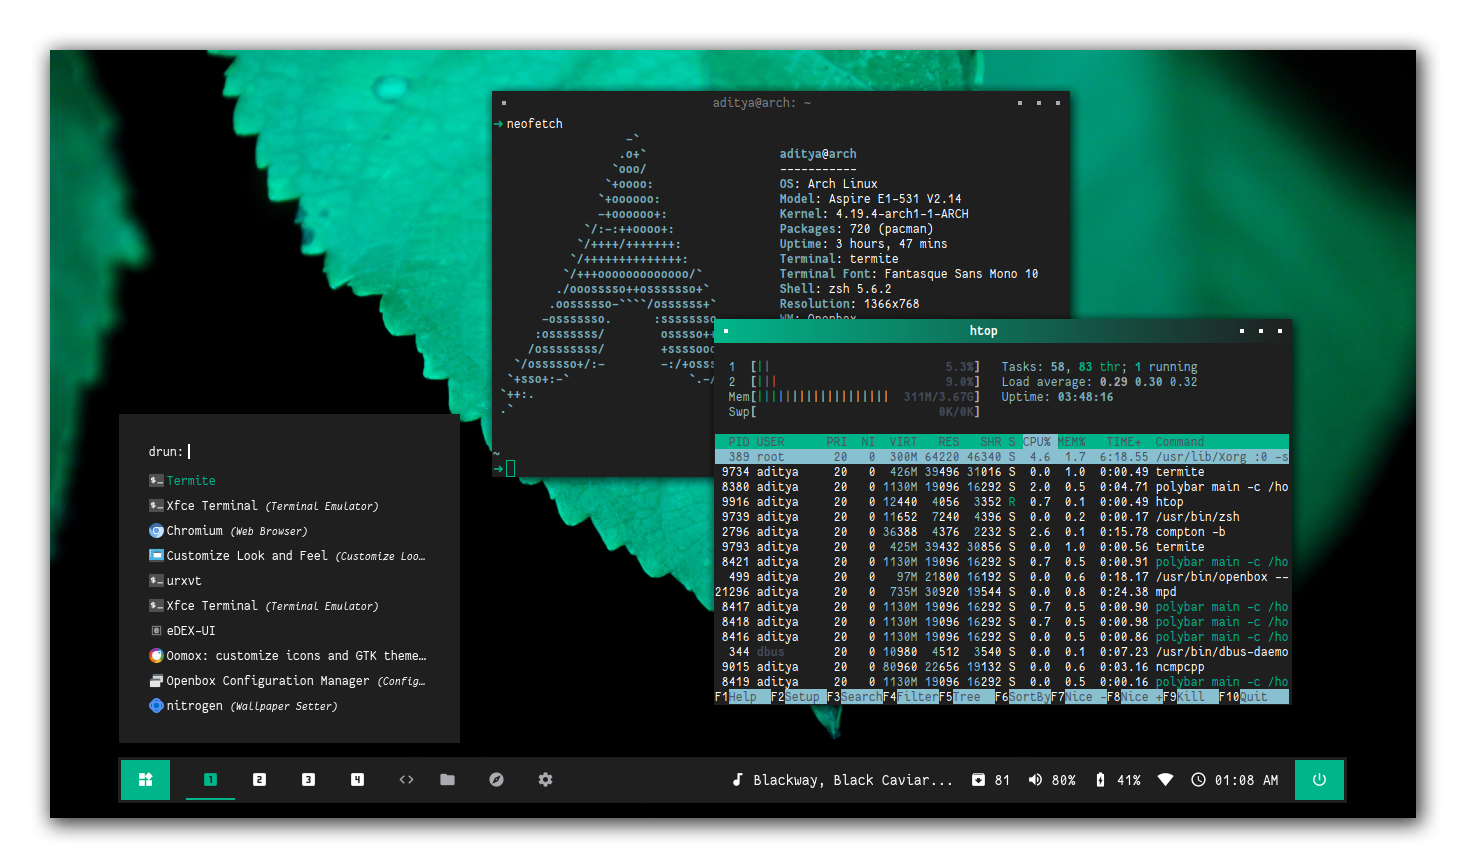 aditya@arch: ~
→ neofetch
-`
.o+`
`ooo/
`+oooo:
`+oooooo:
-+oooooo+:
`/:-:++oooo+:
`/++++/+++++++:
`/++++++++++++++:
`/+++ooooooooooooo/`
./ooosssso++osssssso+`
.oossssso-````/ossssss+`
-osssssso. :ssssssso
:osssssss/ osssso++
/ossssssss/ +ssssooo
`/ossssso+/:- -:/+osss
`+sso+:-` `.-/
`++:.
.`
aditya@arch
-----------
OS: Arch Linux
Model: Aspire E1-531 V2.14
Kernel: 4.19.4-arch1-1-ARCH
Packages: 720 (pacman)
Uptime: 3 hours, 47 mins
Terminal: termite
Terminal Font: Fantasque Sans Mono 10
Shell: zsh 5.6.2
Resolution: 1366x768
WM: Openbox
~
→
htop
1 [|| 5.3%] Tasks: 58, 83 thr; 1 running
2 [||| 9.0%] Load average: 0.29 0.30 0.32
Mem[||||||||||||||||||| 311M/3.67G] Uptime: 03:48:16
Swp[ 0K/0K]
PID USER PRI NI VIRT RES SHR S CPU% MEM% TIME+ Command
389 root 20 0 300M 64220 46340 S 4.6 1.7 6:18.55 /usr/lib/Xorg :0 -s
9734 aditya 20 0 426M 39496 31016 S 0.0 1.0 0:00.49 termite
8380 aditya 20 0 1130M 19096 16292 S 2.0 0.5 0:04.71 polybar main -c /ho
9916 aditya 20 0 12440 4056 3352 R 0.7 0.1 0:00.49 htop
9739 aditya 20 0 11652 7240 4396 S 0.0 0.2 0:00.17 /usr/bin/zsh
2796 aditya 20 0 36388 4376 2232 S 2.6 0.1 0:15.78 compton -b
9793 aditya 20 0 425M 39432 30856 S 0.0 1.0 0:00.56 termite
8421 aditya 20 0 1130M 19096 16292 S 0.7 0.5 0:00.91 polybar main -c /ho
499 aditya 20 0 97M 21800 16192 S 0.0 0.6 0:18.17 /usr/bin/openbox --
21296 aditya 20 0 735M 30920 19544 S 0.0 0.8 0:24.38 mpd
8417 aditya 20 0 1130M 19096 16292 S 0.7 0.5 0:00.90 polybar main -c /ho
8418 aditya 20 0 1130M 19096 16292 S 0.7 0.5 0:00.98 polybar main -c /ho
8416 aditya 20 0 1130M 19096 16292 S 0.0 0.5 0:00.86 polybar main -c /ho
344 dbus 20 0 10980 4512 3540 S 0.0 0.1 0:07.23 /usr/bin/dbus-daemo
9015 aditya 20 0 80960 22656 19132 S 0.0 0.6 0:03.16 ncmpcpp
8419 aditya 20 0 1130M 19096 16292 S 0.0 0.5 0:00.16 polybar main -c /ho
F1Help F2Setup F3SearchF4FilterF5Tree F6SortByF7Nice -F8Nice +F9Kill F10Quit
drun:
Termite
Xfce Terminal (Terminal Emulator)
Chromium (Web Browser)
Customize Look and Feel (Customize Loo…
urxvt
Xfce Terminal (Terminal Emulator)
eDEX-UI
Oomox: customize icons and GTK theme…
Openbox Configuration Manager (Config…
nitrogen (Wallpaper Setter)
1 2 3 4 Blackway, Black Caviar... 81 80% 41% 01:08 AM